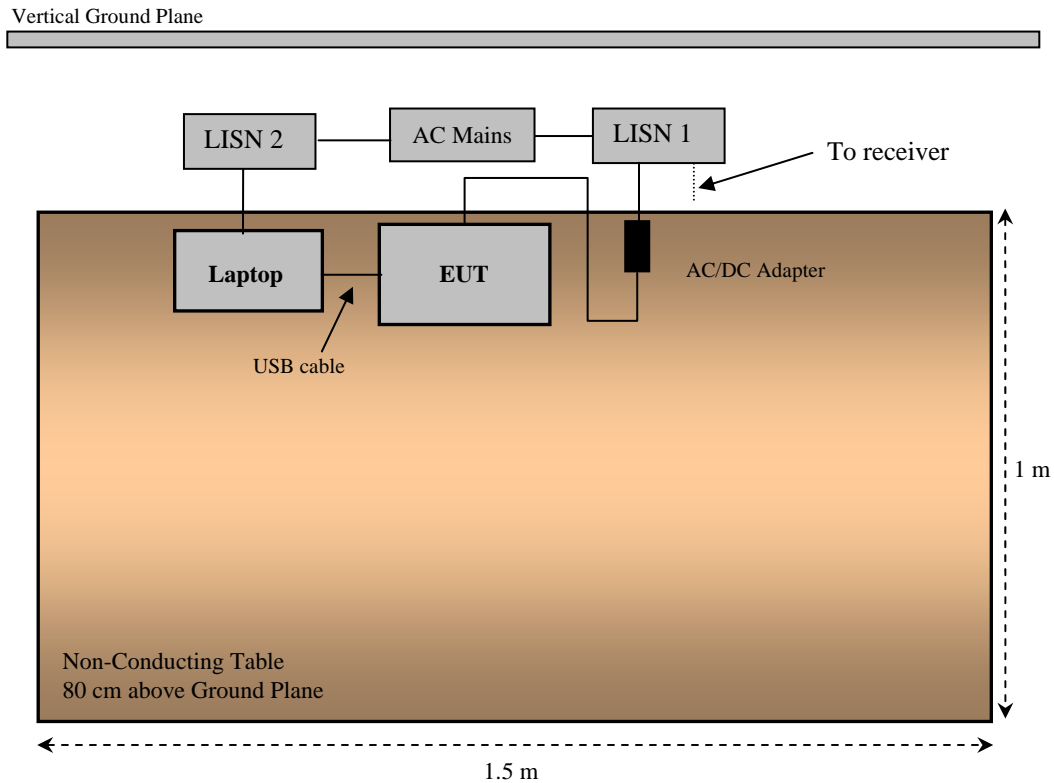 Vertical Ground Plane
LISN 2
AC Mains
LISN 1
To receiver
Laptop
EUT
AC/DC Adapter
USB cable
1 m
Non-Conducting Table
80 cm above Ground Plane
1.5 m